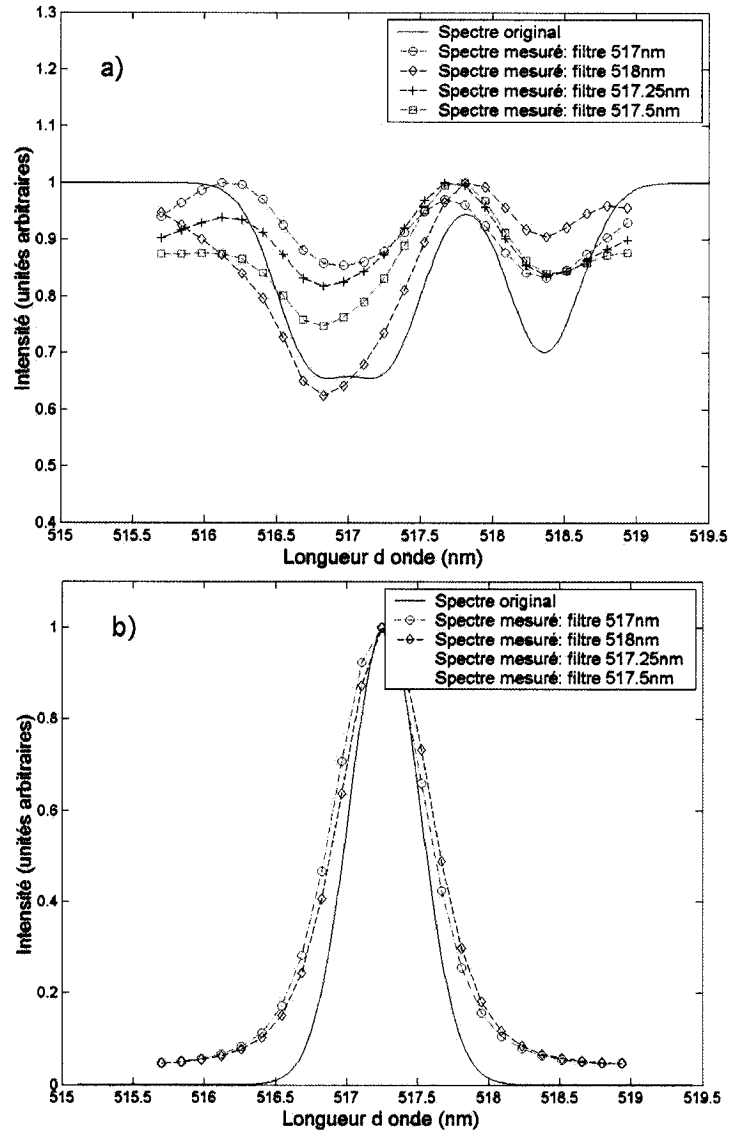 1.3
1.2
1.1
1
0.9
0.8
0.7
0.6
0.5
0.4
Intensité (unités arbitraires)
a)
Spectre original
Spectre mesuré: filtre 517nm
Spectre mesuré: filtre 518nm
Spectre mesuré: filtre 517.25nm
Spectre mesuré: filtre 517.5nm
515 515.5 516 516.5 517 517.5 518 518.5 519 519.5
Longueur d onde (nm)
1
0.8
0.6
0.4
0.2
0
Intensité (unités arbitraires)
b)
Spectre original
Spectre mesuré: filtre 517nm
Spectre mesuré: filtre 518nm
Spectre mesuré: filtre 517.25nm
Spectre mesuré: filtre 517.5nm
515 515.5 516 516.5 517 517.5 518 518.5 519 519.5
Longueur d onde (nm)